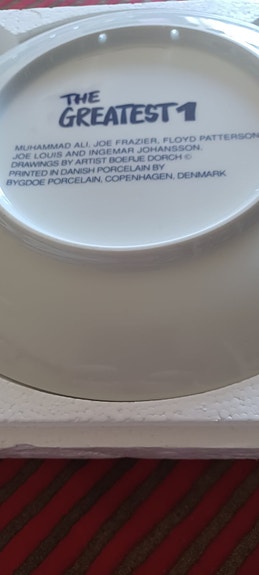 THE
GREATEST 1
MUHAMMAD ALI, JOE FRAZIER, FLOYD PATTERSON
JOE LOUIS AND INGEMAR JOHANSSON.
DRAWINGS BY ARTIST BOERJE DORCH ©
PRINTED IN DANISH PORCELAIN BY
BYGDOE PORCELAIN, COPENHAGEN, DENMARK